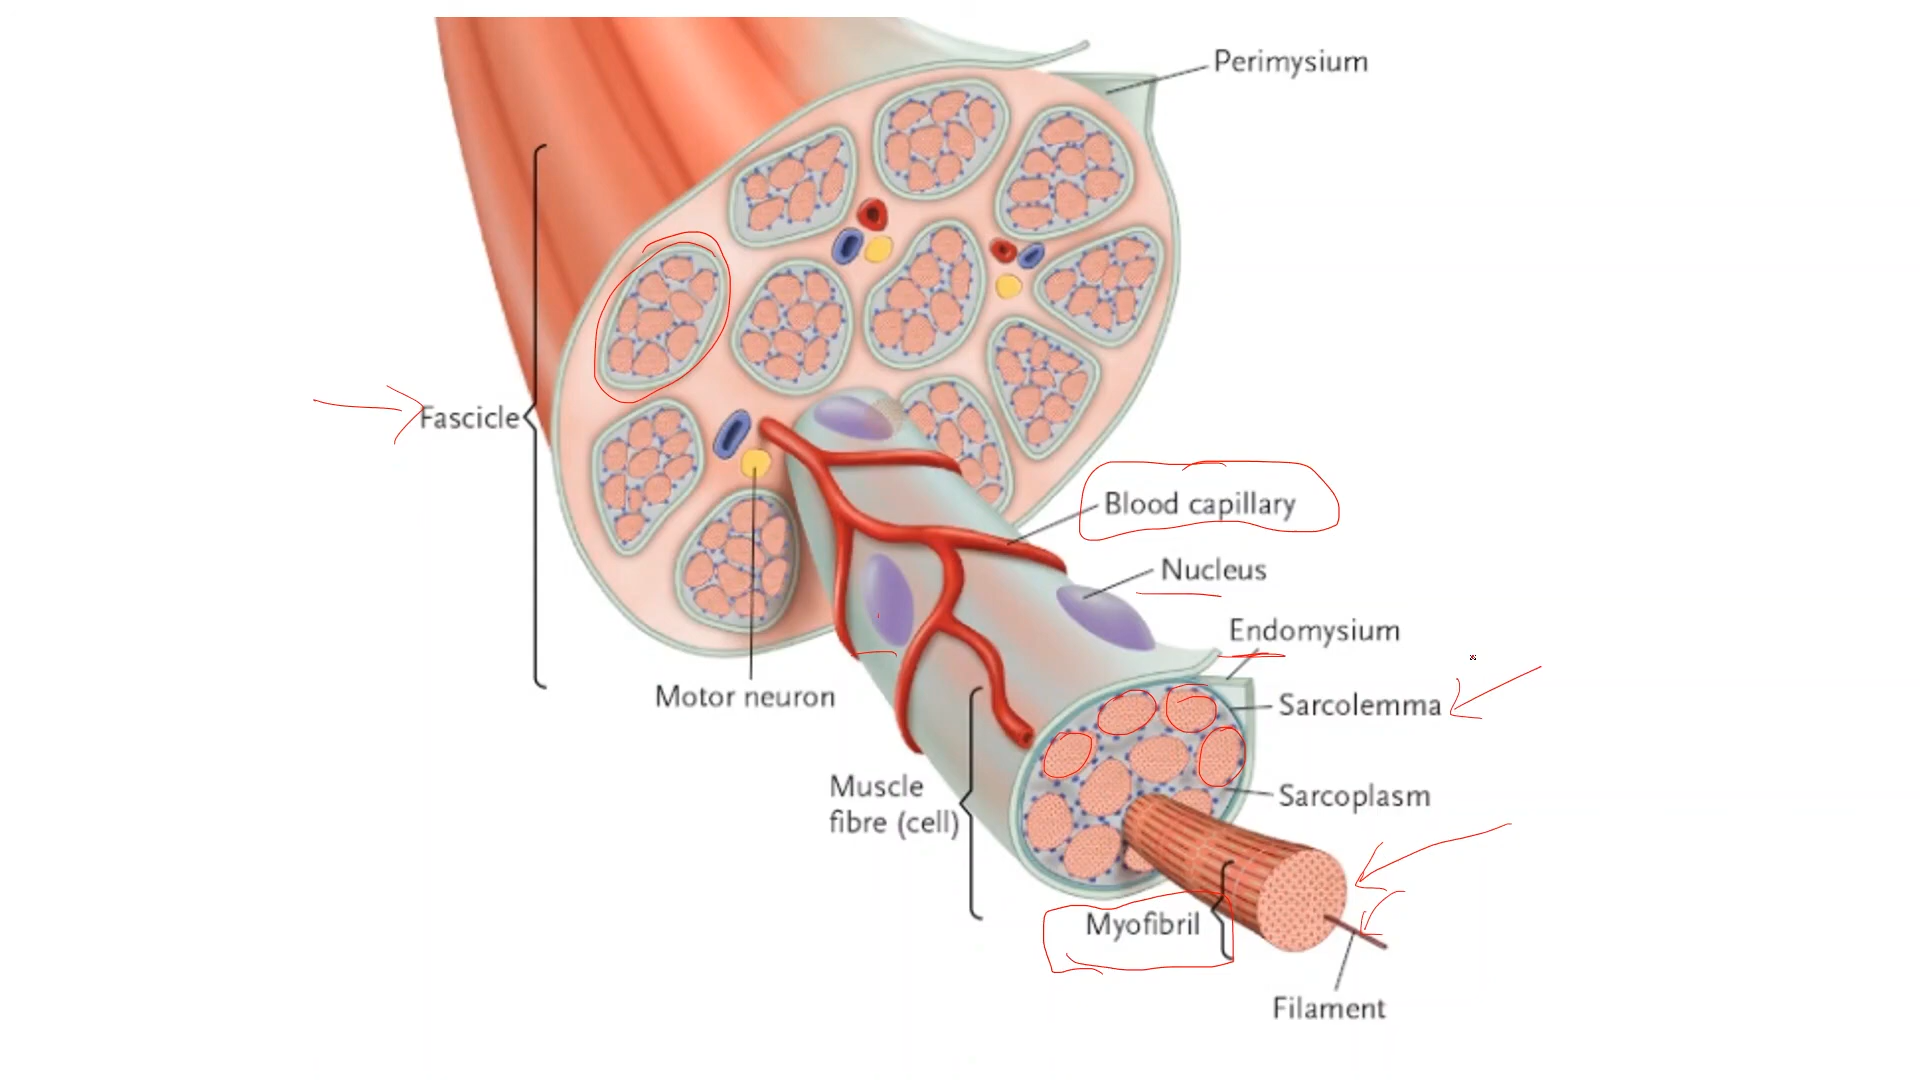 Perimysium
Fascicle
Blood capillary
Nucleus
Endomysium
Motor neuron
Sarcolemma
Muscle
fibre (cell)
Sarcoplasm
Myofibril
Filament